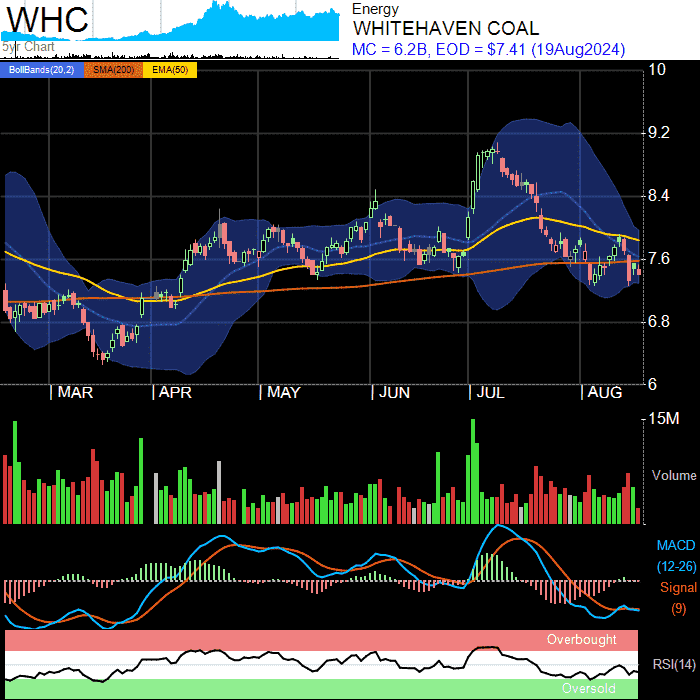 WHC
5yr Chart
Energy
WHITEHAVEN COAL
MC = 6.2B, EOD = $7.41 (19Aug2024)
BollBands(20,2) SMA(200) EMA(50)
10
9.2
8.4
7.6
6.8
6
MAR APR MAY JUN JUL AUG
15M
Volume
MACD
(12-26)
Signal
(9)
Overbought
RSI(14)
Oversold